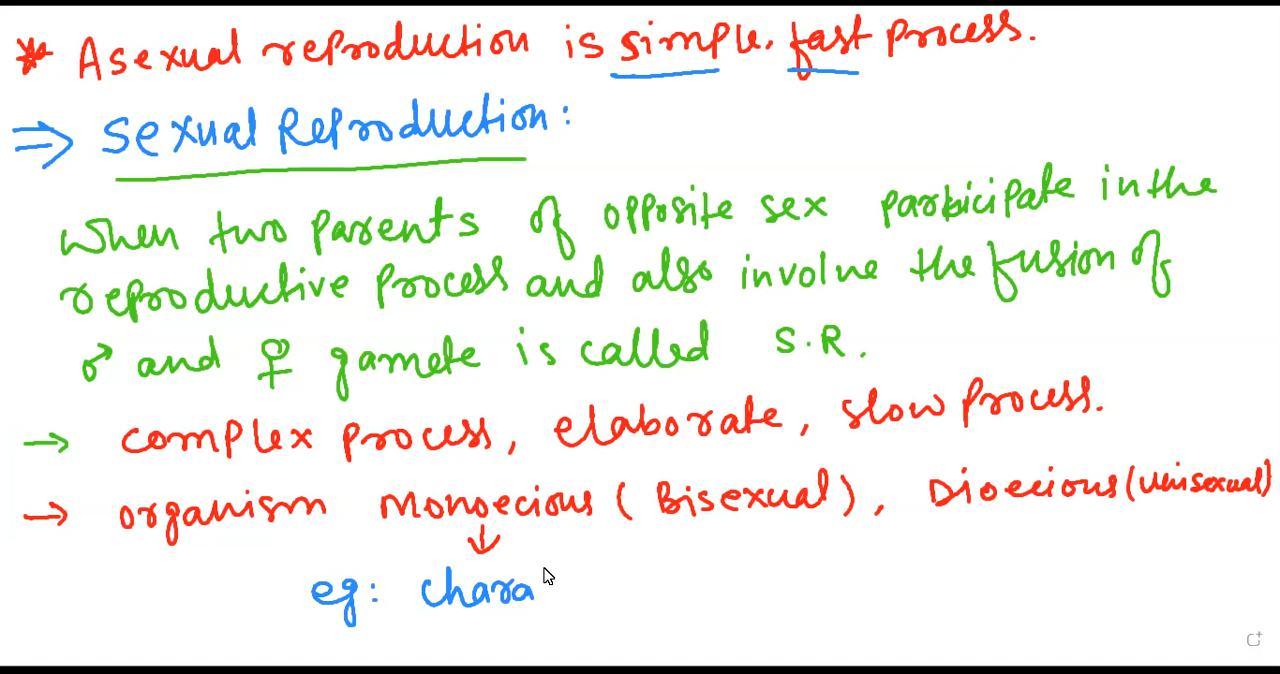 * Asexual reproduction is simple, fast process.
⇒ Sexual Reproduction:
When two parents of opposite sex participate in the
reproductive process and also involve the fusion of
♂ and ♀ gamete is called S.R.
→ complex process, elaborate, slow process.
→ organism Monoecious (Bisexual), Dioecious (Unisexual)
↓
eg: chara